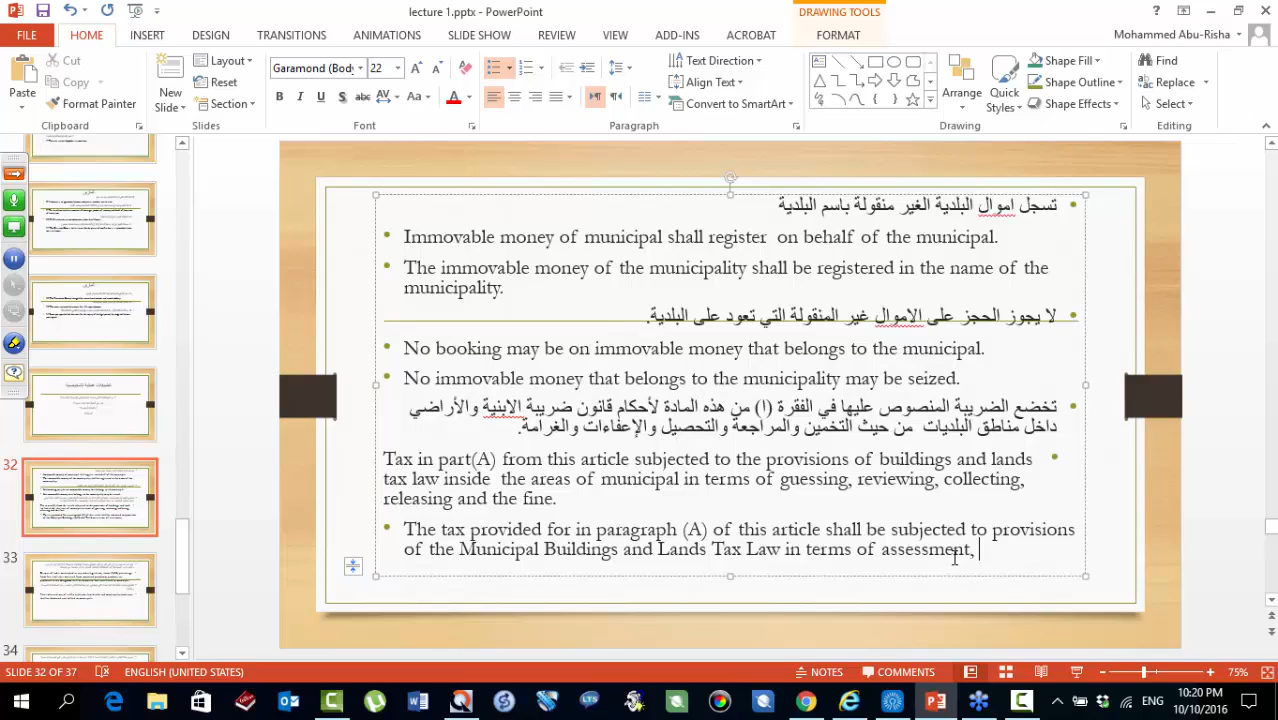 lecture 1.pptx - PowerPoint
DRAWING TOOLS
FILE HOME INSERT DESIGN TRANSITIONS ANIMATIONS SLIDE SHOW REVIEW VIEW ADD-INS ACROBAT FORMAT
Mohammed Abu-Risha
Paste
Cut
Copy
Format Painter
Clipboard
New Slide
Layout
Reset
Section
Slides
Garamond (Body 22
Font
Text Direction
Align Text
Convert to SmartArt
Paragraph
Arrange
Quick Styles
Shape Fill
Shape Outline
Shape Effects
Drawing
Find
Replace
Select
Editing
32
33
34
تسجل اموال البلدية الغير منقولة باسم البلدية
Immovable money of municipal shall register on behalf of the municipal.
The immovable money of the municipality shall be registered in the name of the
municipality.
لا يجوز الحجز على الاموال غير المنقولة التي تعود على البلدية.
No booking may be on immovable money that belongs to the municipal.
No immovable money that belongs to the municipality may be seized.
تخضع الضريبة المنصوص عليها في الفقرة (ا) من هذه المادة لأحكام قانون ضريبة الابنية والأراضي
داخل مناطق البلديات من حيث التخمين والمراجعة والتحصيل والإعفاءات والغرامة.
Tax in part(A) from this article subjected to the provisions of buildings and lands
tax law inside the areas of municipal in terms of guessing, reviewing, collecting,
releasing and the fine.
The tax provided for in paragraph (A) of this article shall be subjected to provisions
of the Municipal Buildings and Lands Tax Law in terms of assessment,
SLIDE 32 OF 37
ENGLISH (UNITED STATES)
NOTES
COMMENTS
75%
ENG
10:20 PM
10/10/2016